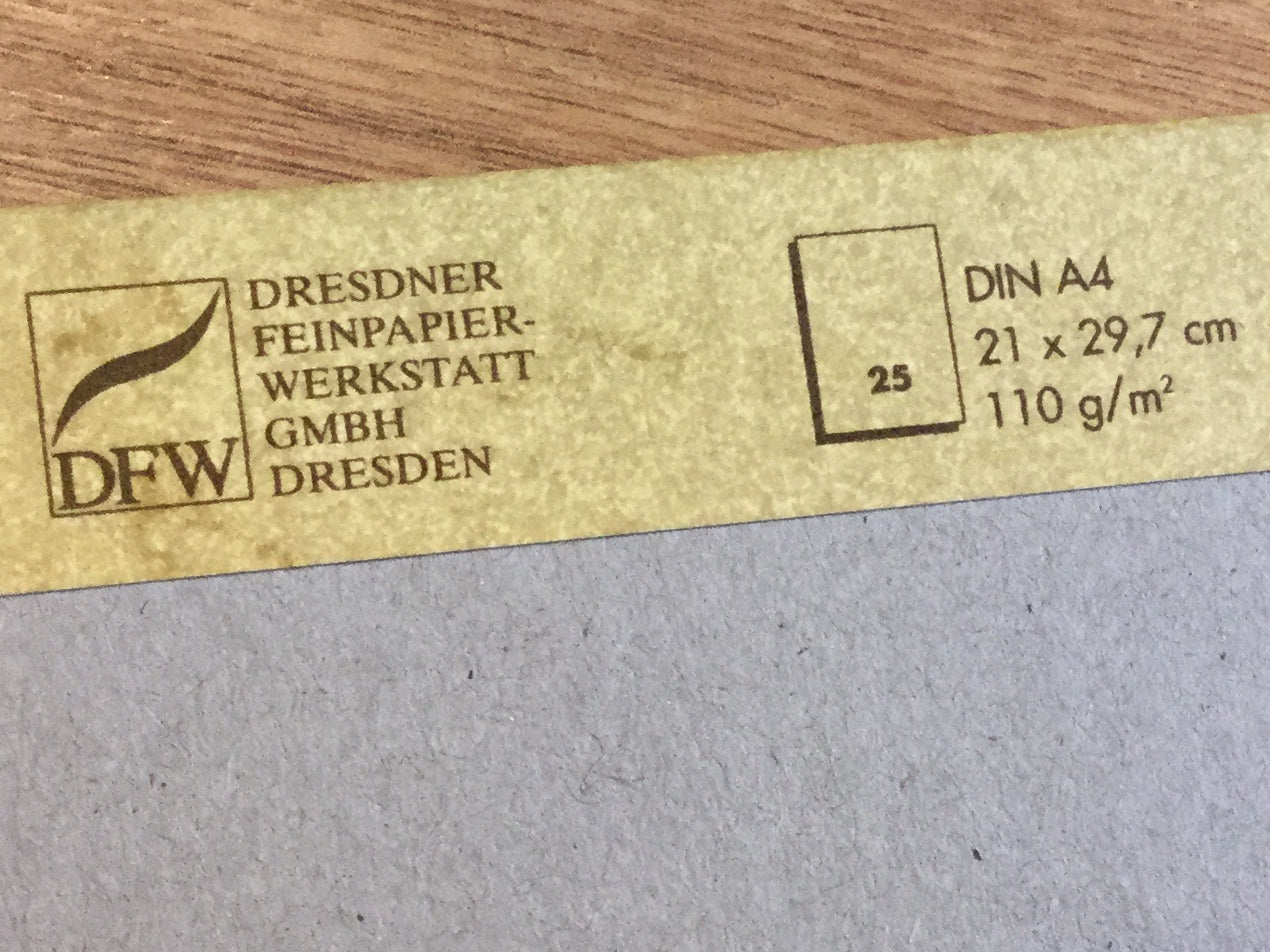 DFW
DRESDNER
FEINPAPIER-
WERKSTATT
GMBH
DRESDEN
25
DIN A4
21 x 29,7 cm
110 g/m²